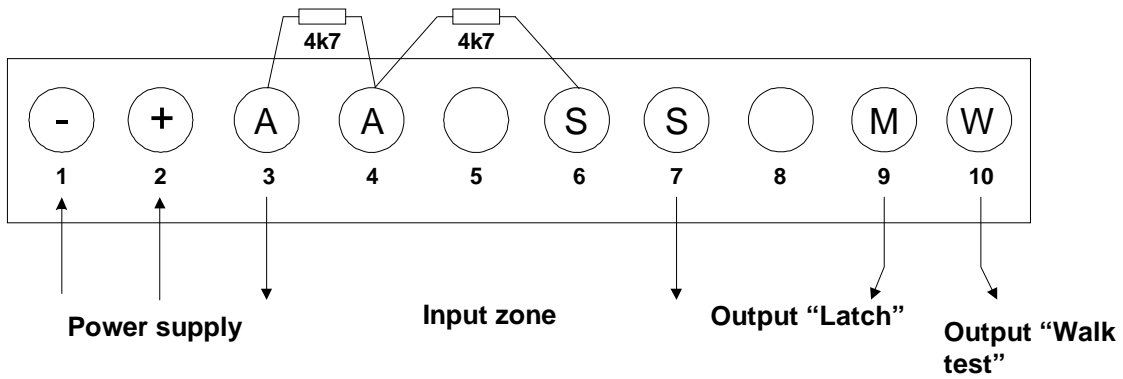 4k7 4k7
- + A A S S M W
1 2 3 4 5 6 7 8 9 10
Power supply
Input zone
Output “Latch”
Output “Walk
test”